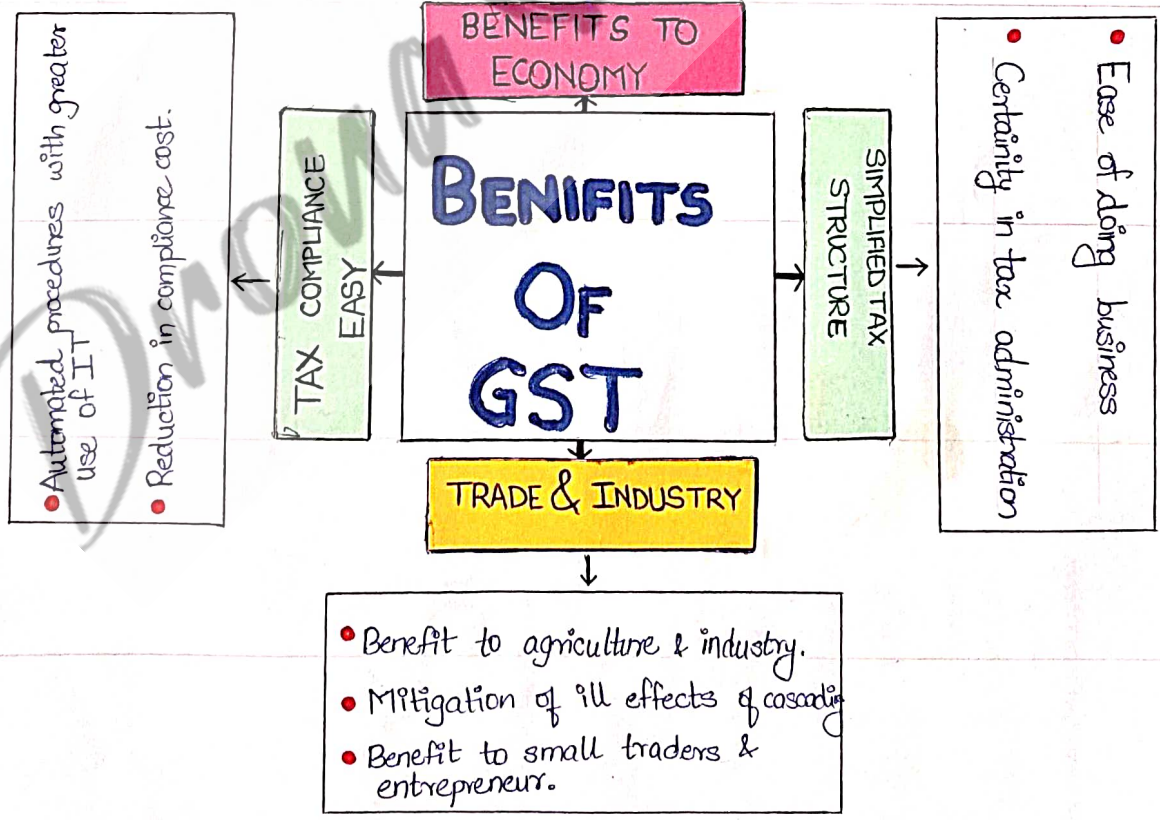 BENEFITS TO
ECONOMY
BENIFITS
OF
GST
TAX COMPLIANCE
EASY
• Automated procedures with greater
use of IT
• Reduction in compliance cost.
SIMPLIFIED TAX
STRUCTURE
• Ease of doing business
• Certainity in tax administration
TRADE & INDUSTRY
• Benefit to agriculture & industry.
• Mitigation of ill effects of cascading
• Benefit to small traders &
entrepreneur.
Drona